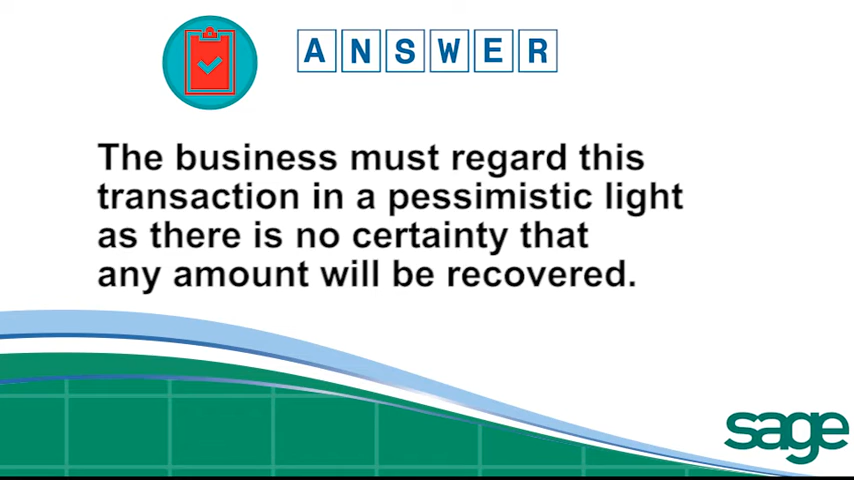 ANSWER
The business must regard this
transaction in a pessimistic light
as there is no certainty that
any amount will be recovered.
sage